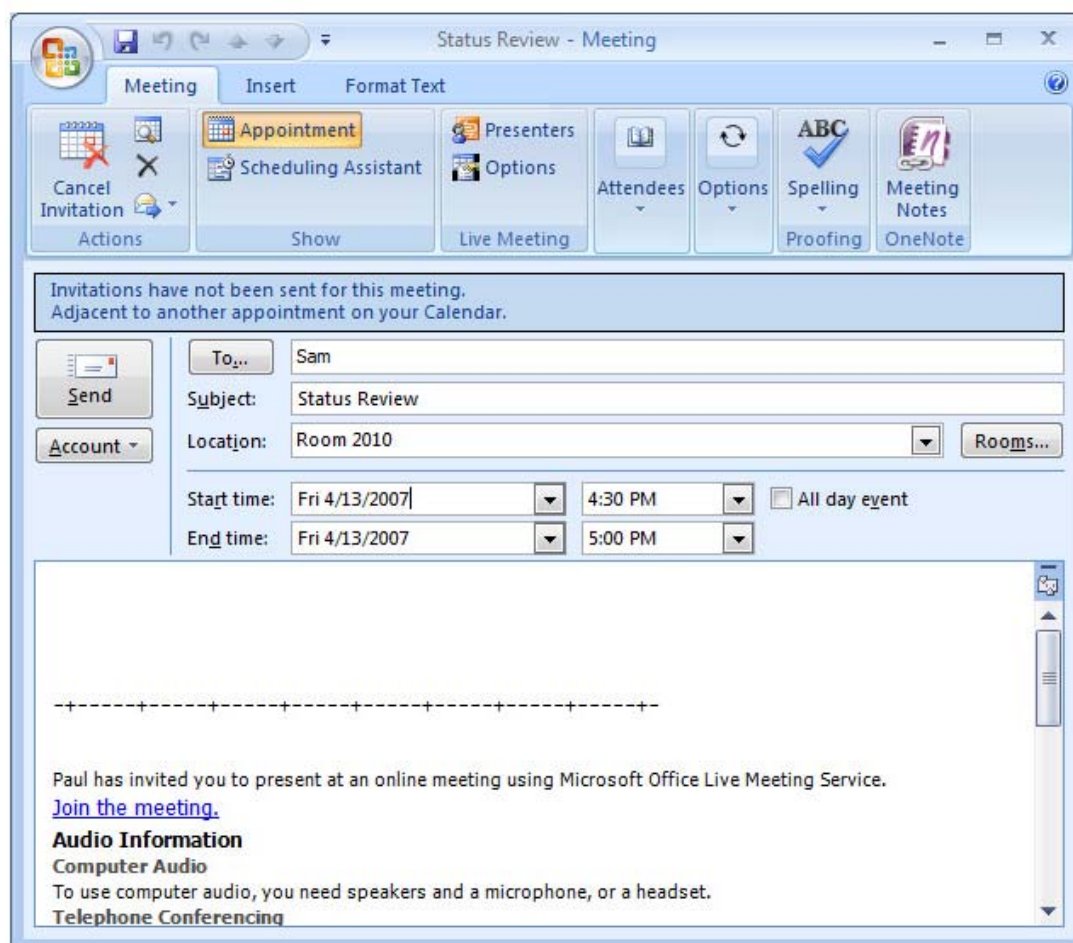 Status Review - Meeting
Meeting Insert Format Text
Cancel Invitation
Actions
Appointment
Scheduling Assistant
Show
Presenters
Options
Live Meeting
Attendees
Options
ABC
Spelling
Proofing
Meeting Notes
OneNote
Invitations have not been sent for this meeting.
Adjacent to another appointment on your Calendar.
Send
Account
To... Sam
Subject: Status Review
Location: Room 2010 Rooms...
Start time: Fri 4/13/2007 4:30 PM All day event
End time: Fri 4/13/2007 5:00 PM
-+-----+-----+-----+-----+-----+-----+-----+-----+-
Paul has invited you to present at an online meeting using Microsoft Office Live Meeting Service.
Join the meeting.
Audio Information
Computer Audio
To use computer audio, you need speakers and a microphone, or a headset.
Telephone Conferencing